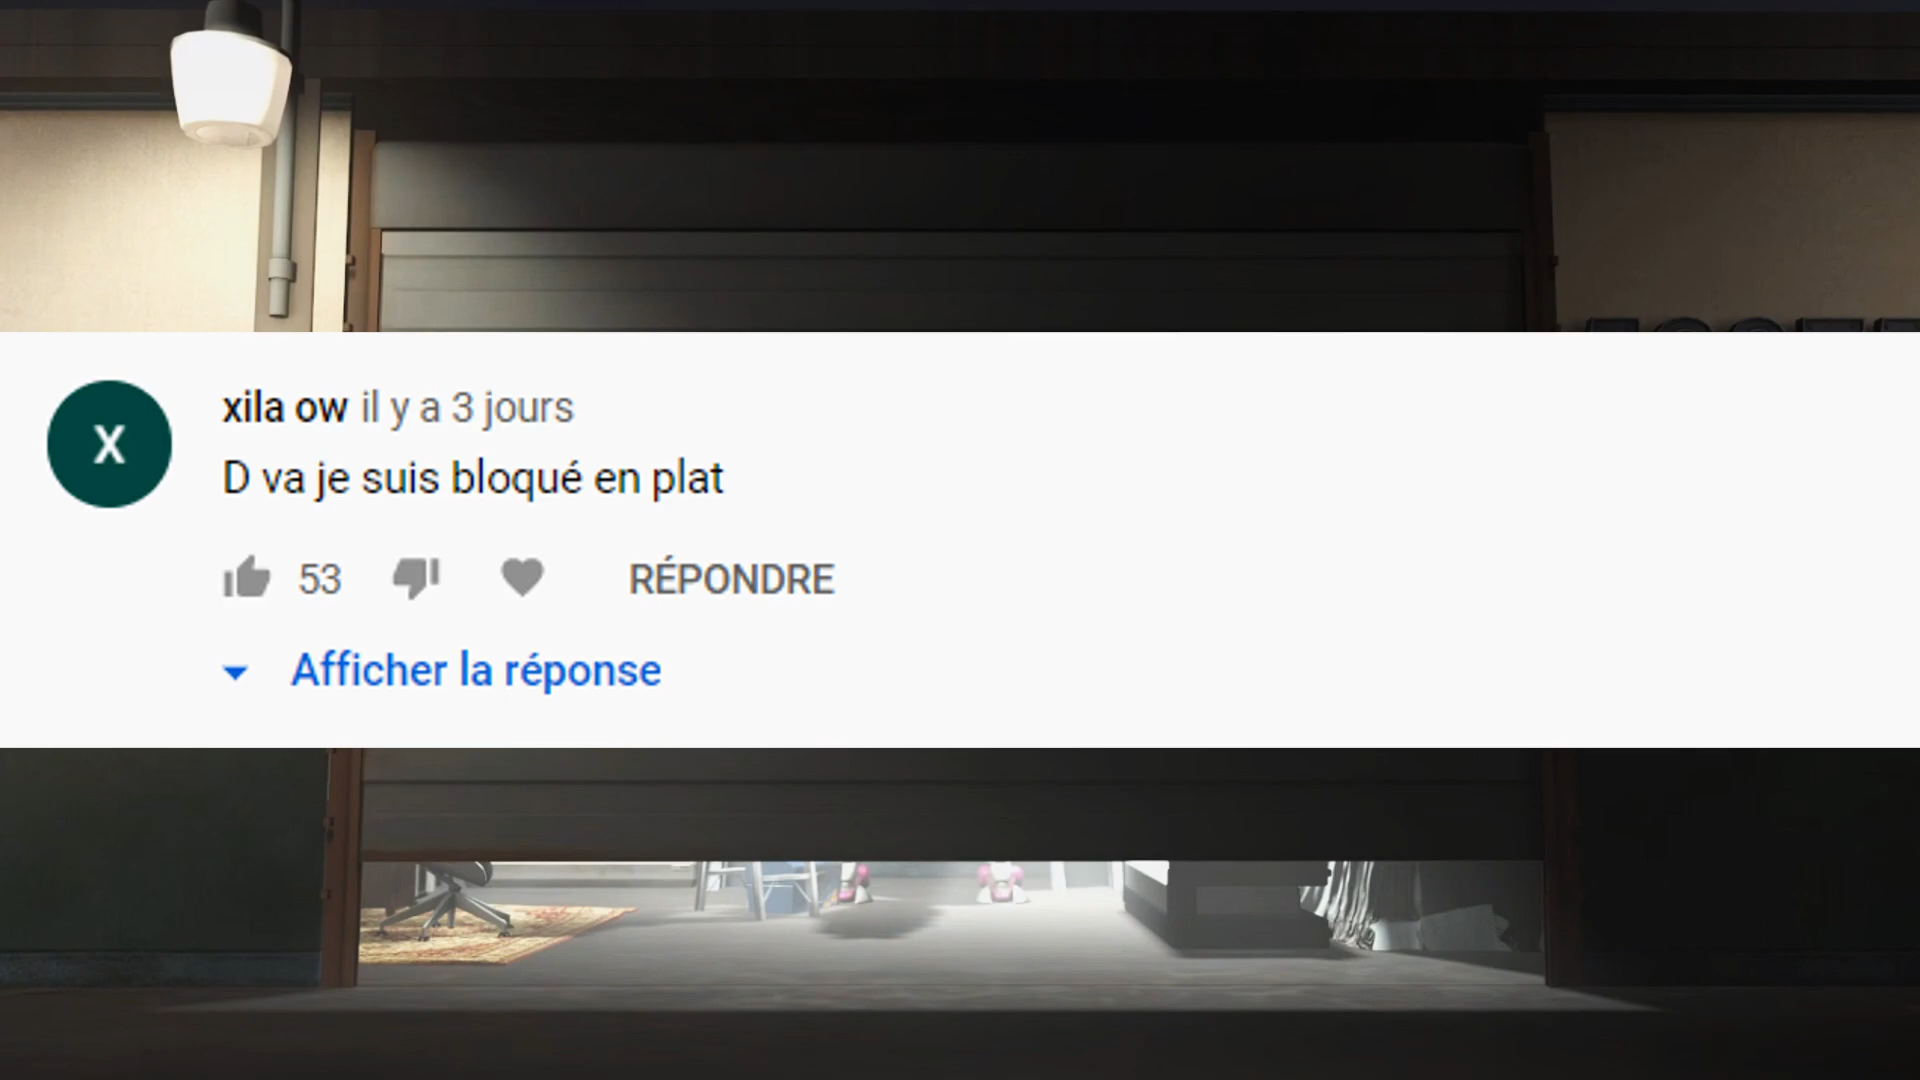 X
xila ow il y a 3 jours
D va je suis bloqué en plat
53 RÉPONDRE
Afficher la réponse